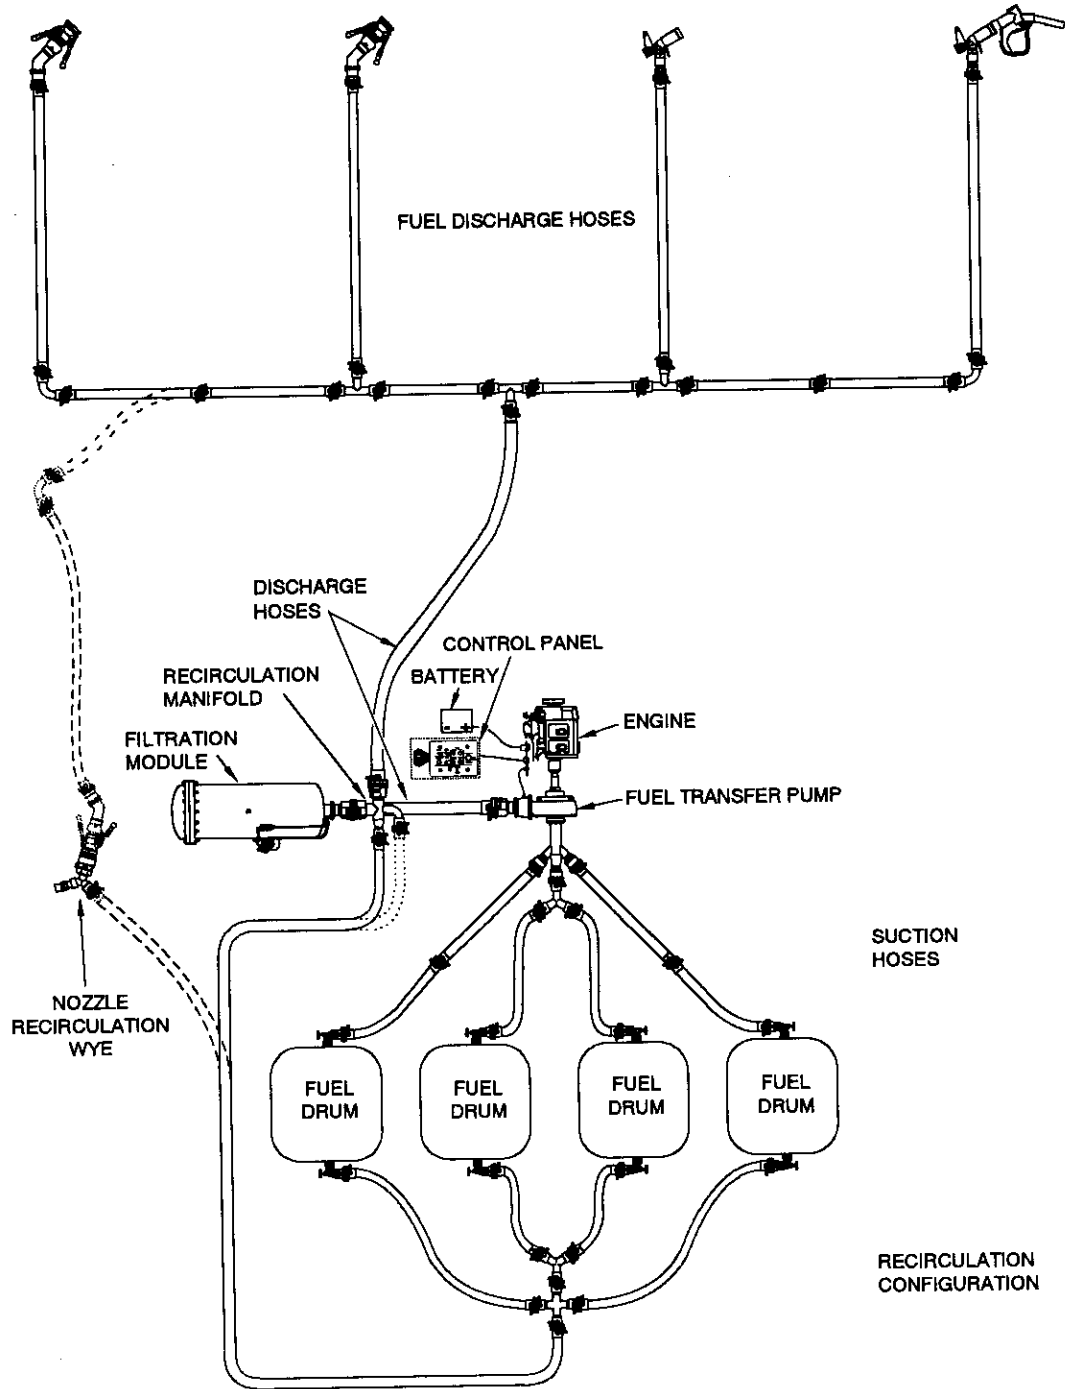 FUEL DISCHARGE HOSES
DISCHARGE
HOSES
CONTROL PANEL
BATTERY
RECIRCULATION
MANIFOLD
ENGINE
FILTRATION
MODULE
FUEL TRANSFER PUMP
SUCTION
HOSES
NOZZLE
RECIRCULATION
WYE
FUEL
DRUM
FUEL
DRUM
FUEL
DRUM
FUEL
DRUM
RECIRCULATION
CONFIGURATION